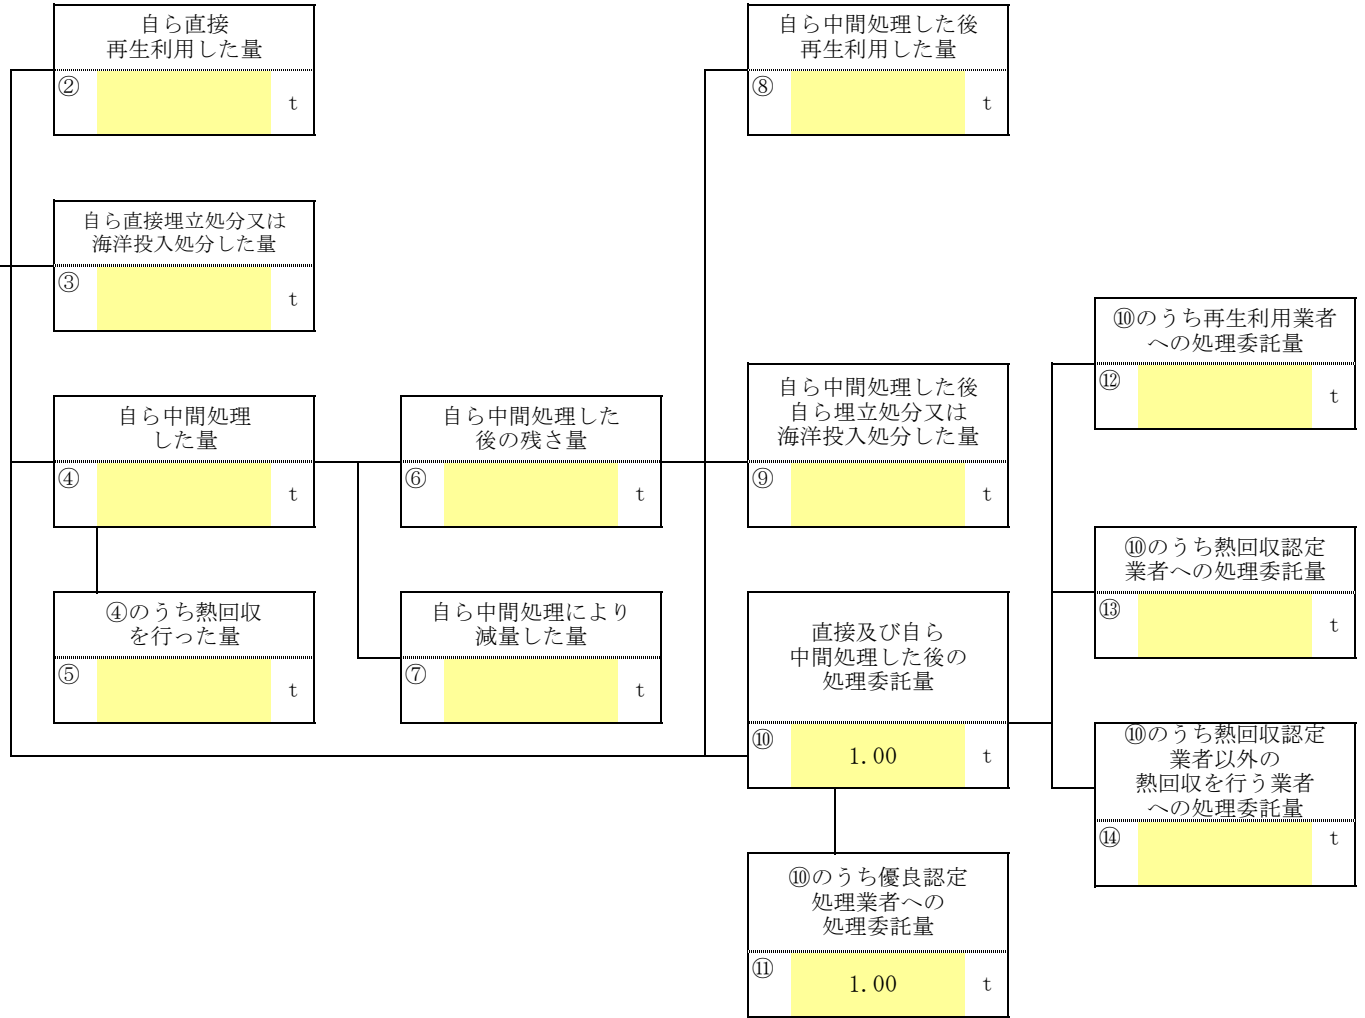 自ら直接
再生利用した量
②
t
自ら中間処理した後
再生利用した量
⑧
t
自ら直接埋立処分又は
海洋投入処分した量
③
t
⑩のうち再生利用業者
への処理委託量
⑫
t
自ら中間処理
した量
④
t
自ら中間処理した
後の残さ量
⑥
t
自ら中間処理した後
自ら埋立処分又は
海洋投入処分した量
⑨
t
⑩のうち熱回収認定
業者への処理委託量
⑬
t
④のうち熱回収
を行った量
⑤
t
自ら中間処理により
減量した量
⑦
t
直接及び自ら
中間処理した後の
処理委託量
⑩
1.00 t
⑩のうち熱回収認定
業者以外の
熱回収を行う業者
への処理委託量
⑭
t
⑩のうち優良認定
処理業者への
処理委託量
⑪
1.00 t